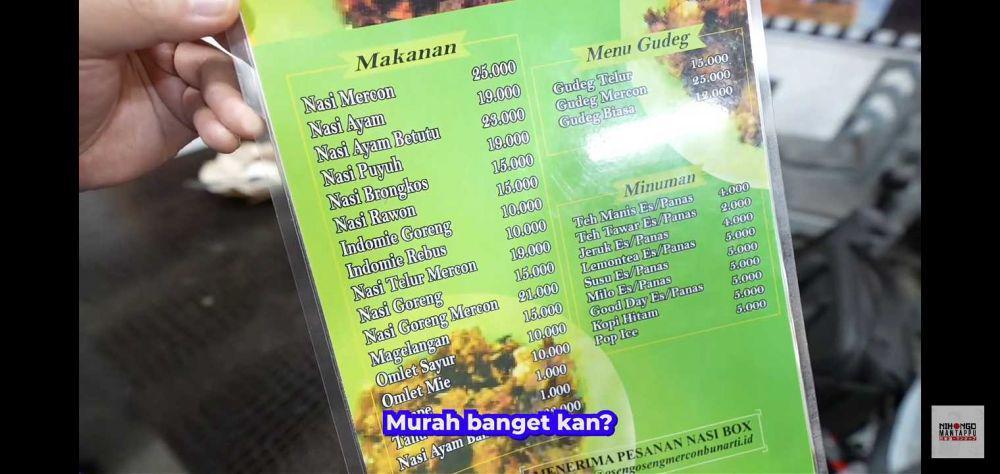 Makanan
Nasi Mercon 25.000
Nasi Ayam 19.000
Nasi Ayam Betutu 23.000
Nasi Puyuh 19.000
Nasi Brongkos 15.000
Nasi Rawon 15.000
Indomie Goreng 10.000
Indomie Rebus 10.000
Nasi Telur Mercon 19.000
Nasi Goreng 15.000
Nasi Goreng Mercon 21.000
Magelangan 15.000
Omlet Sayur 10.000
Omlet Mie 10.000
1.000
1.000
Nasi Ayam
Menu Gudeg
Gudeg Telur 15.000
Gudeg Mercon 25.000
Gudeg Biasa 12.000
Minuman
Teh Manis Es/Panas 4.000
Teh Tawar Es/Panas 2.000
Jeruk Es/Panas 4.000
Lemontea Es/Panas 5.000
Susu Es/Panas 5.000
Milo Es/Panas 5.000
Good Day Es/Panas 5.000
Kopi Hitam 5.000
Pop Ice 5.000
MENERIMA PESANAN NASI BOX
osengosengmerconbunarti.id
Murah banget kan?
NIHONGO
MANTAPPU